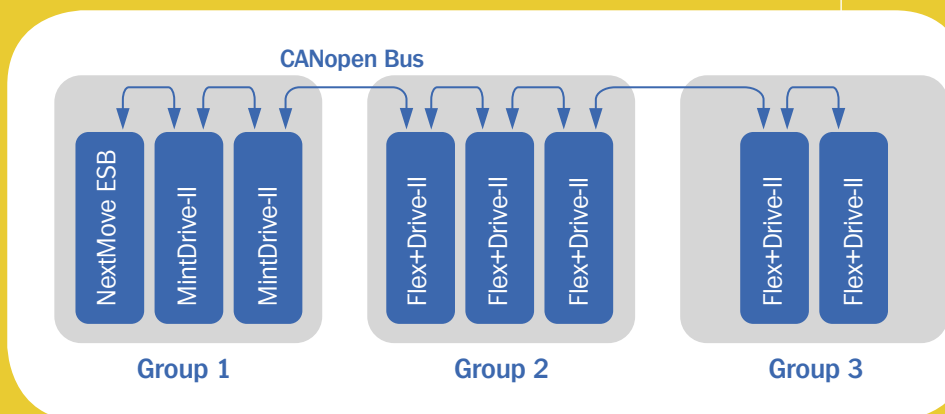 CANopen Bus
NextMove ESB
MintDrive-II
MintDrive-II
Flex+Drive-II
Flex+Drive-II
Flex+Drive-II
Flex+Drive-II
Flex+Drive-II
Group 1
Group 2
Group 3